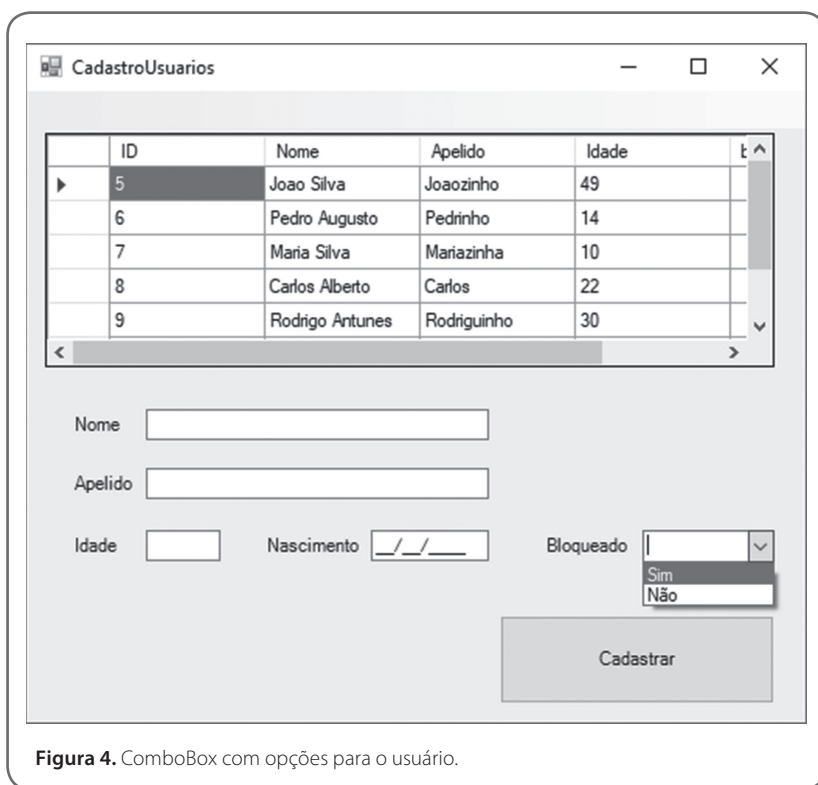 CadastroUsuarios
ID Nome Apelido Idade
5 Joao Silva Joaozinho 49
6 Pedro Augusto Pedrinho 14
7 Maria Silva Mariazinha 10
8 Carlos Alberto Carlos 22
9 Rodrigo Antunes Rodriguinho 30
Nome
Apelido
Idade Nascimento __/__/____ Bloqueado
Sim
Não
Cadastrar
Figura 4. ComboBox com opções para o usuário.